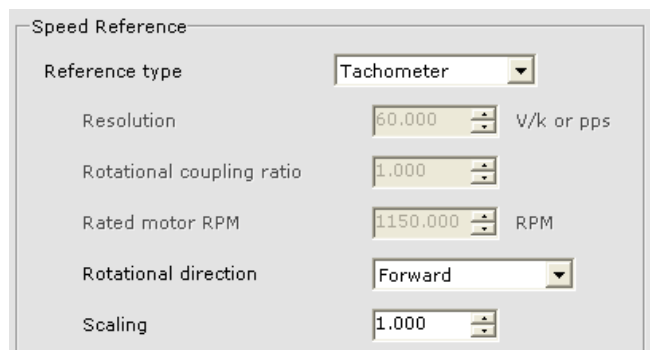 Speed Reference
Reference type Tachometer
Resolution 60.000 V/k or pps
Rotational coupling ratio 1.000
Rated motor RPM 1150.000 RPM
Rotational direction Forward
Scaling 1.000